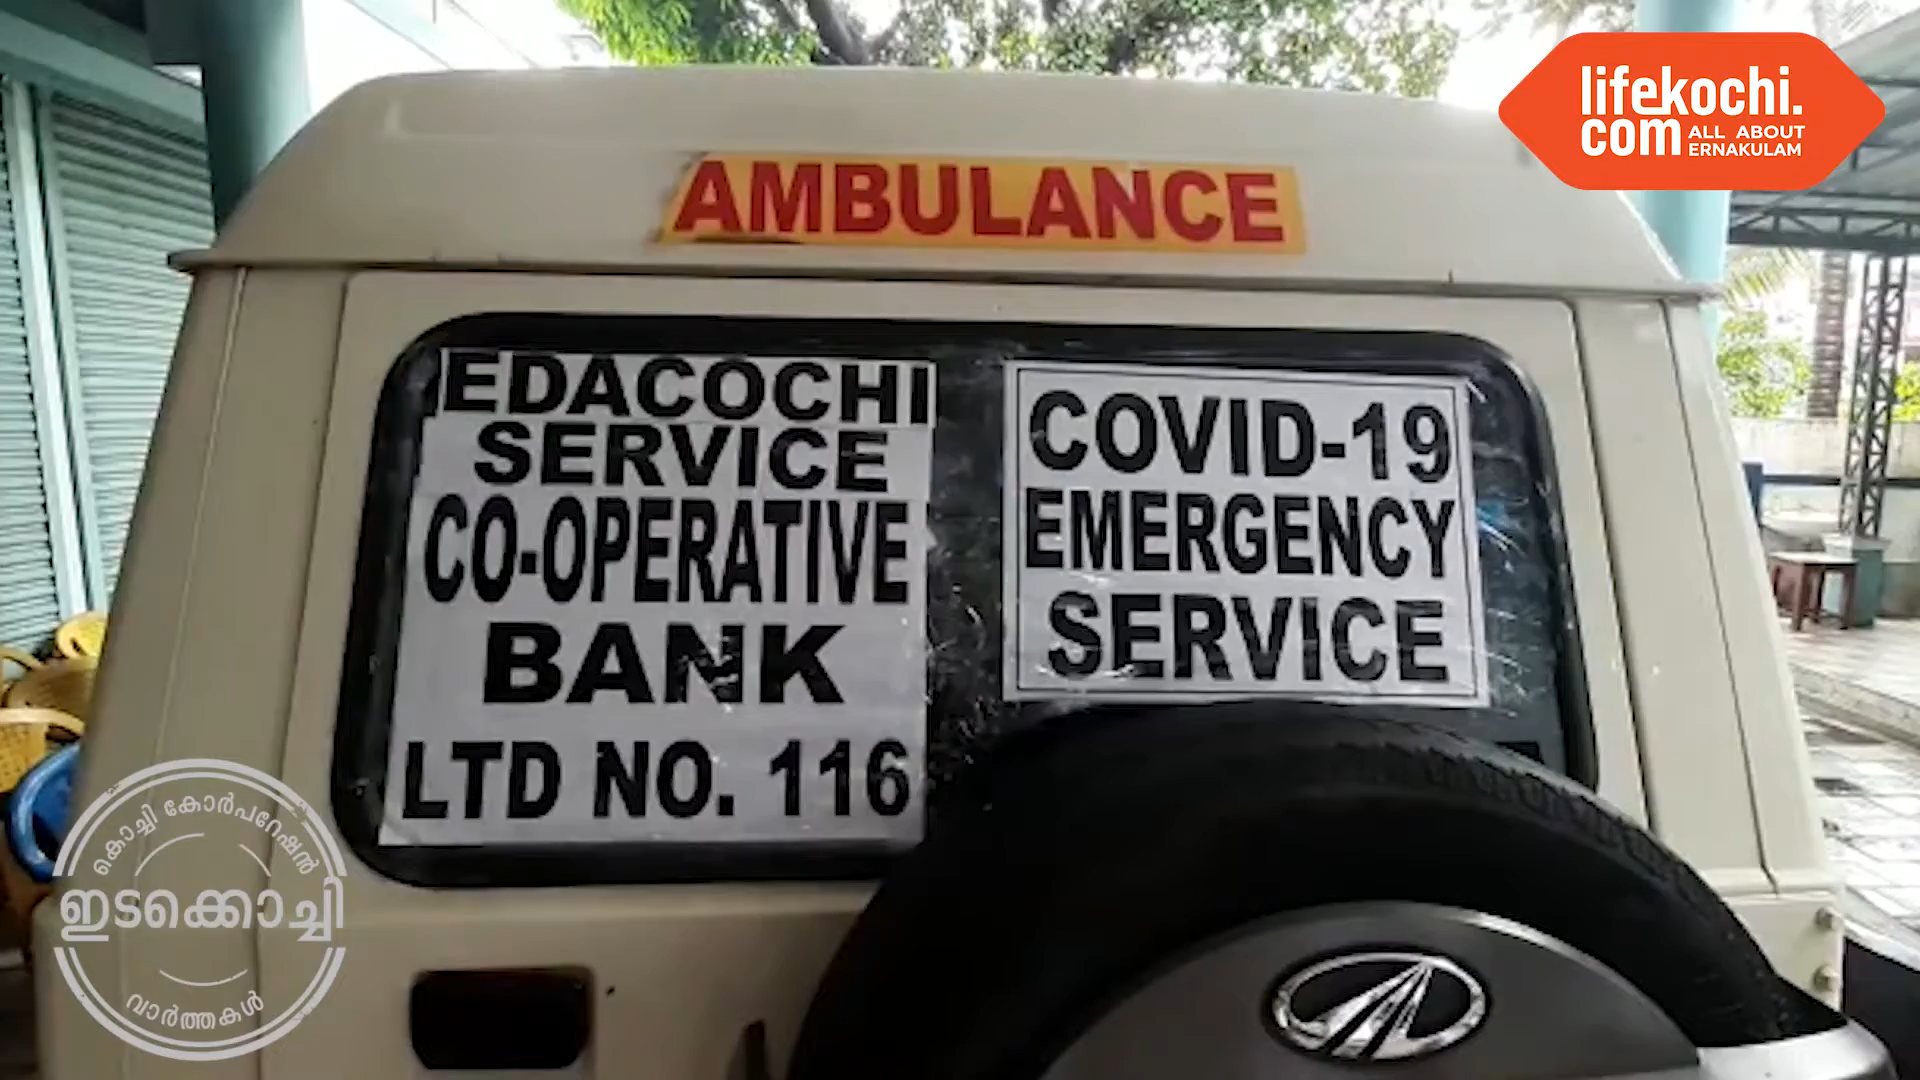 lifekochi.
com ALL ABOUT
ERNAKULAM
AMBULANCE
EDACOCHI
SERVICE
CO-OPERATIVE
BANK
LTD NO. 116
COVID-19
EMERGENCY
SERVICE
കൊച്ചി കോർപറേഷൻ
ഇടക്കൊച്ചി
വാർത്തകൾ